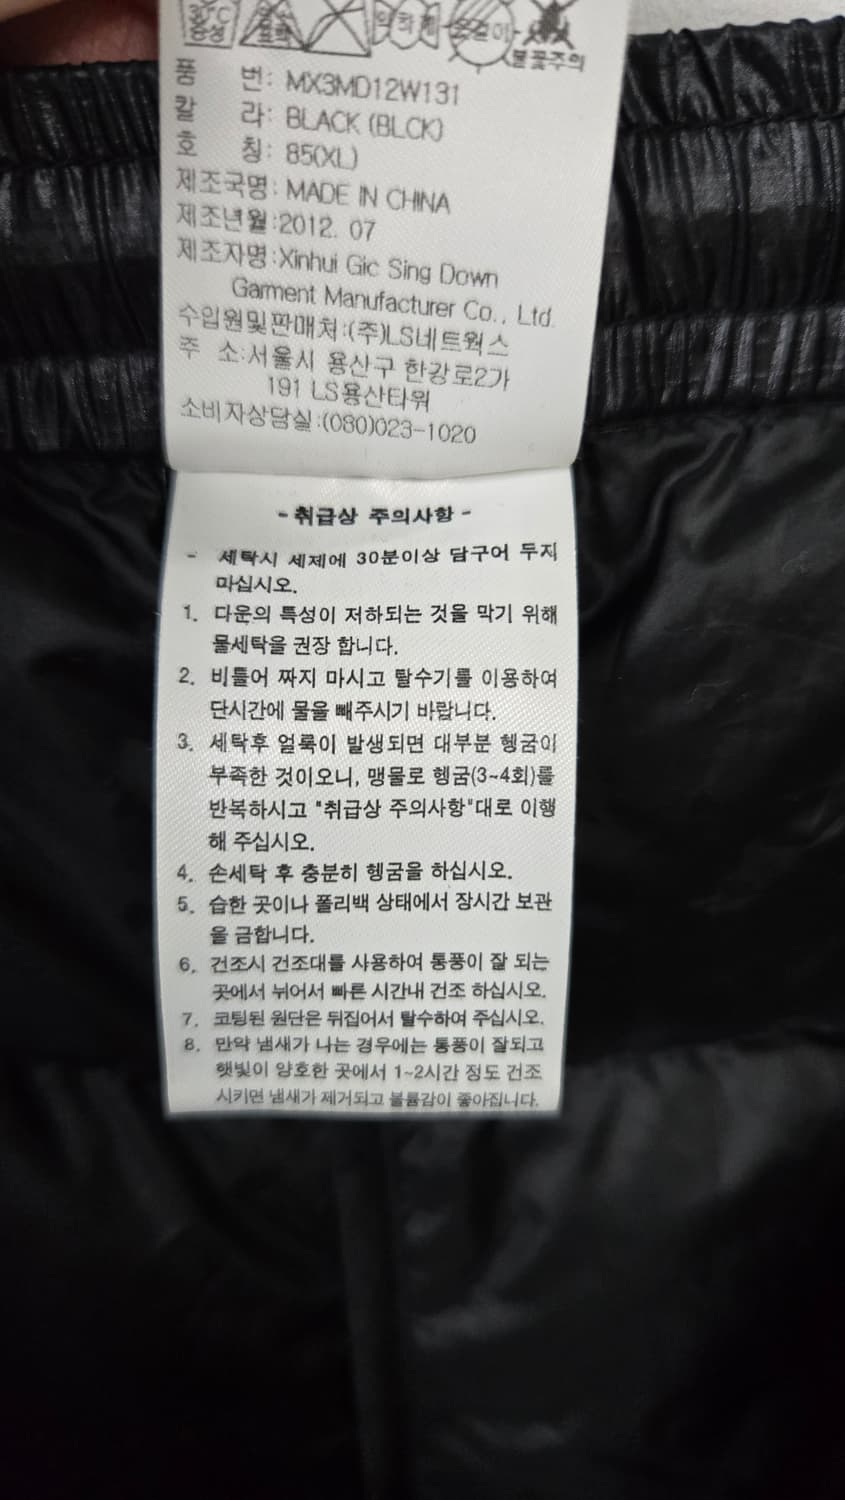 30℃ 중성
약하게
옷걸이
불꽃주의
품 번: MX3MD12W131
칼 라: BLACK (BLCK)
호 칭: 85(XL)
제조국명: MADE IN CHINA
제조년월:2012. 07
제조자명:Xinhui Gic Sing Down
Garment Manufacturer Co., Ltd.
수입원및판매처:(주)LS네트웍스
주 소:서울시 용산구 한강로2가
191 LS용산타워
소비자상담실:(080)023-1020
- 취급상 주의사항 -
- 세탁시 세제에 30분이상 담구어 두지
마십시오.
1. 다운의 특성이 저하되는 것을 막기 위해
물세탁을 권장 합니다.
2. 비틀어 짜지 마시고 탈수기를 이용하여
단시간에 물을 빼주시기 바랍니다.
3. 세탁후 얼룩이 발생되면 대부분 헹굼이
부족한 것이오니, 맹물로 헹굼(3~4회)를
반복하시고 "취급상 주의사항"대로 이행
해 주십시오.
4. 손세탁 후 충분히 헹굼을 하십시오.
5. 습한 곳이나 폴리백 상태에서 장시간 보관
을 금합니다.
6. 건조시 건조대를 사용하여 통풍이 잘 되는
곳에서 뉘어서 빠른 시간내 건조 하십시오.
7. 코팅된 원단은 뒤집어서 탈수하여 주십시오.
8. 만약 냄새가 나는 경우에는 통풍이 잘되고
햇빛이 양호한 곳에서 1~2시간 정도 건조
시키면 냄새가 제거되고 볼륨감이 좋아집니다.